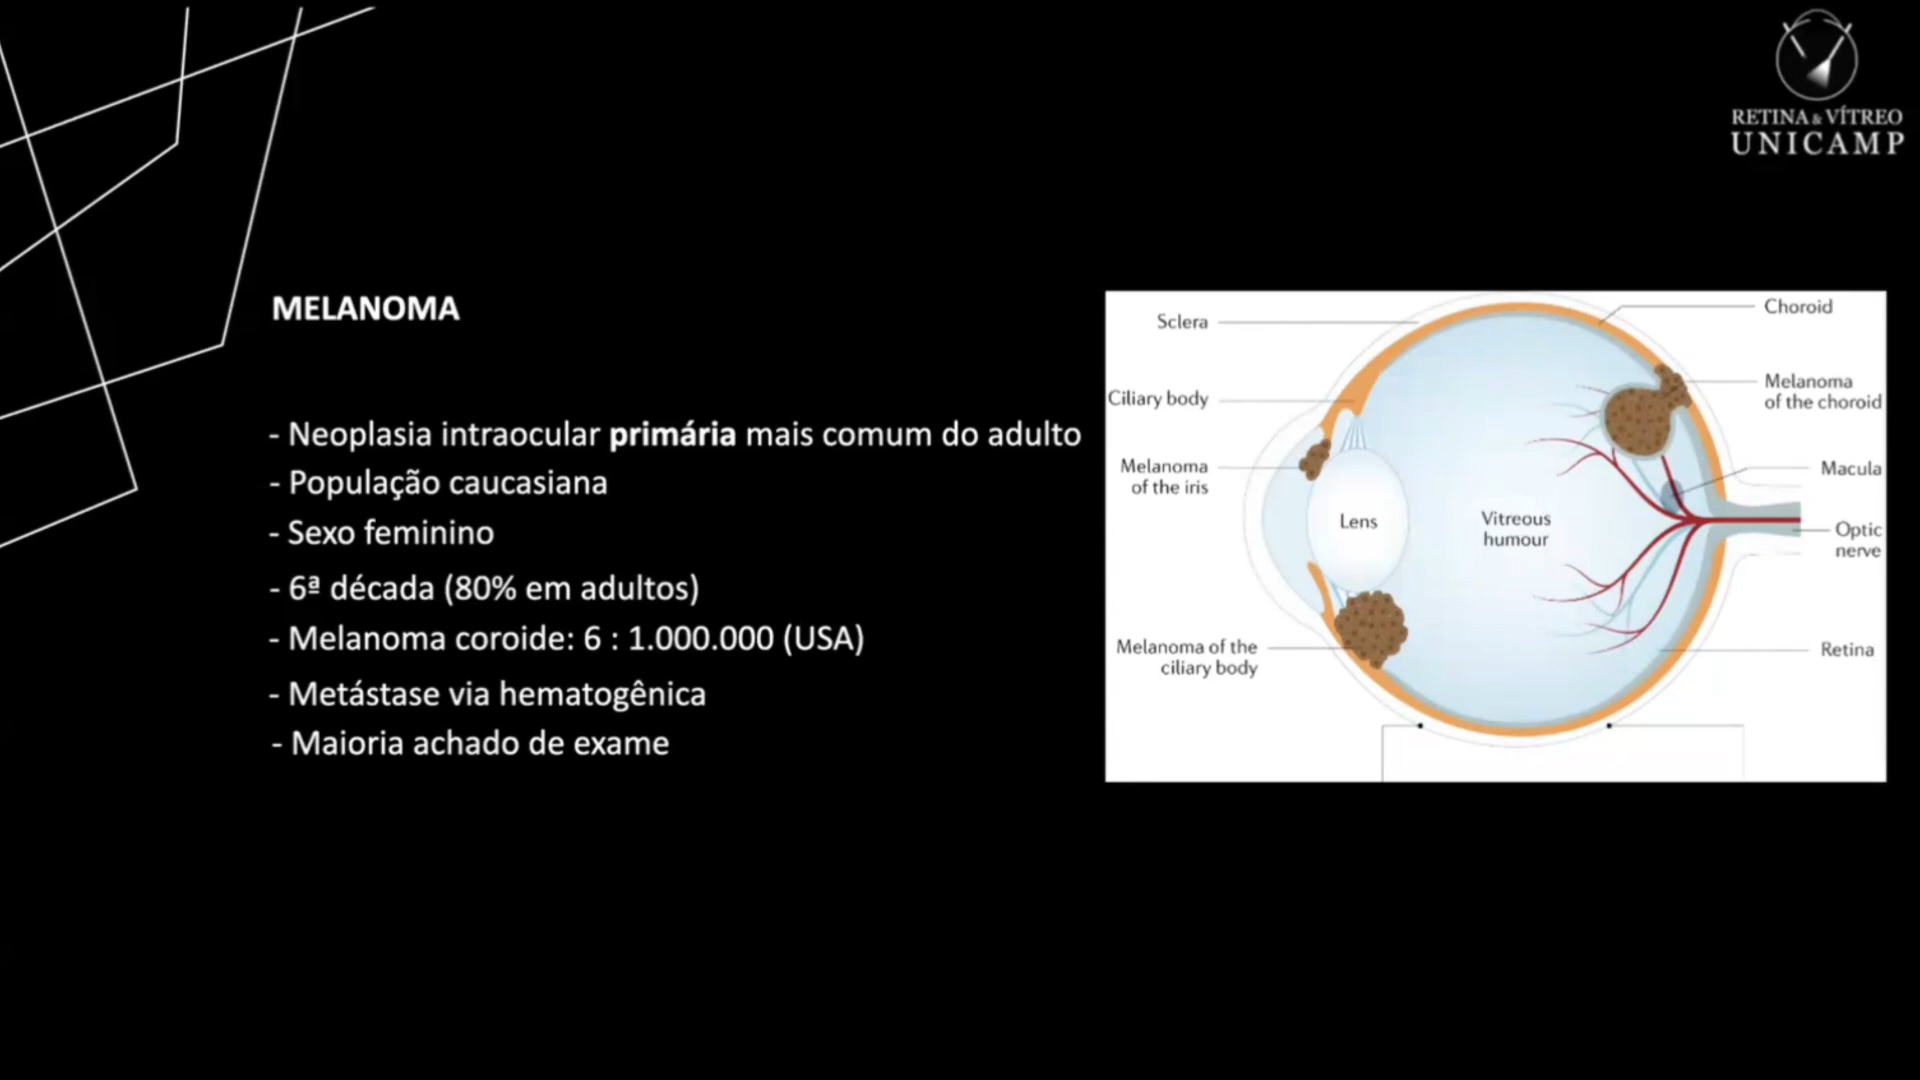 RETINA & VÍTREO
UNICAMP
MELANOMA
- Neoplasia intraocular primária mais comum do adulto
- População caucasiana
- Sexo feminino
- 6ª década (80% em adultos)
- Melanoma coroide: 6 : 1.000.000 (USA)
- Metástase via hematogênica
- Maioria achado de exame
Sclera
Choroid
Ciliary body
Melanoma
of the choroid
Melanoma
of the iris
Macula
Lens
Vitreous
humour
Optic
nerve
Melanoma of the
ciliary body
Retina